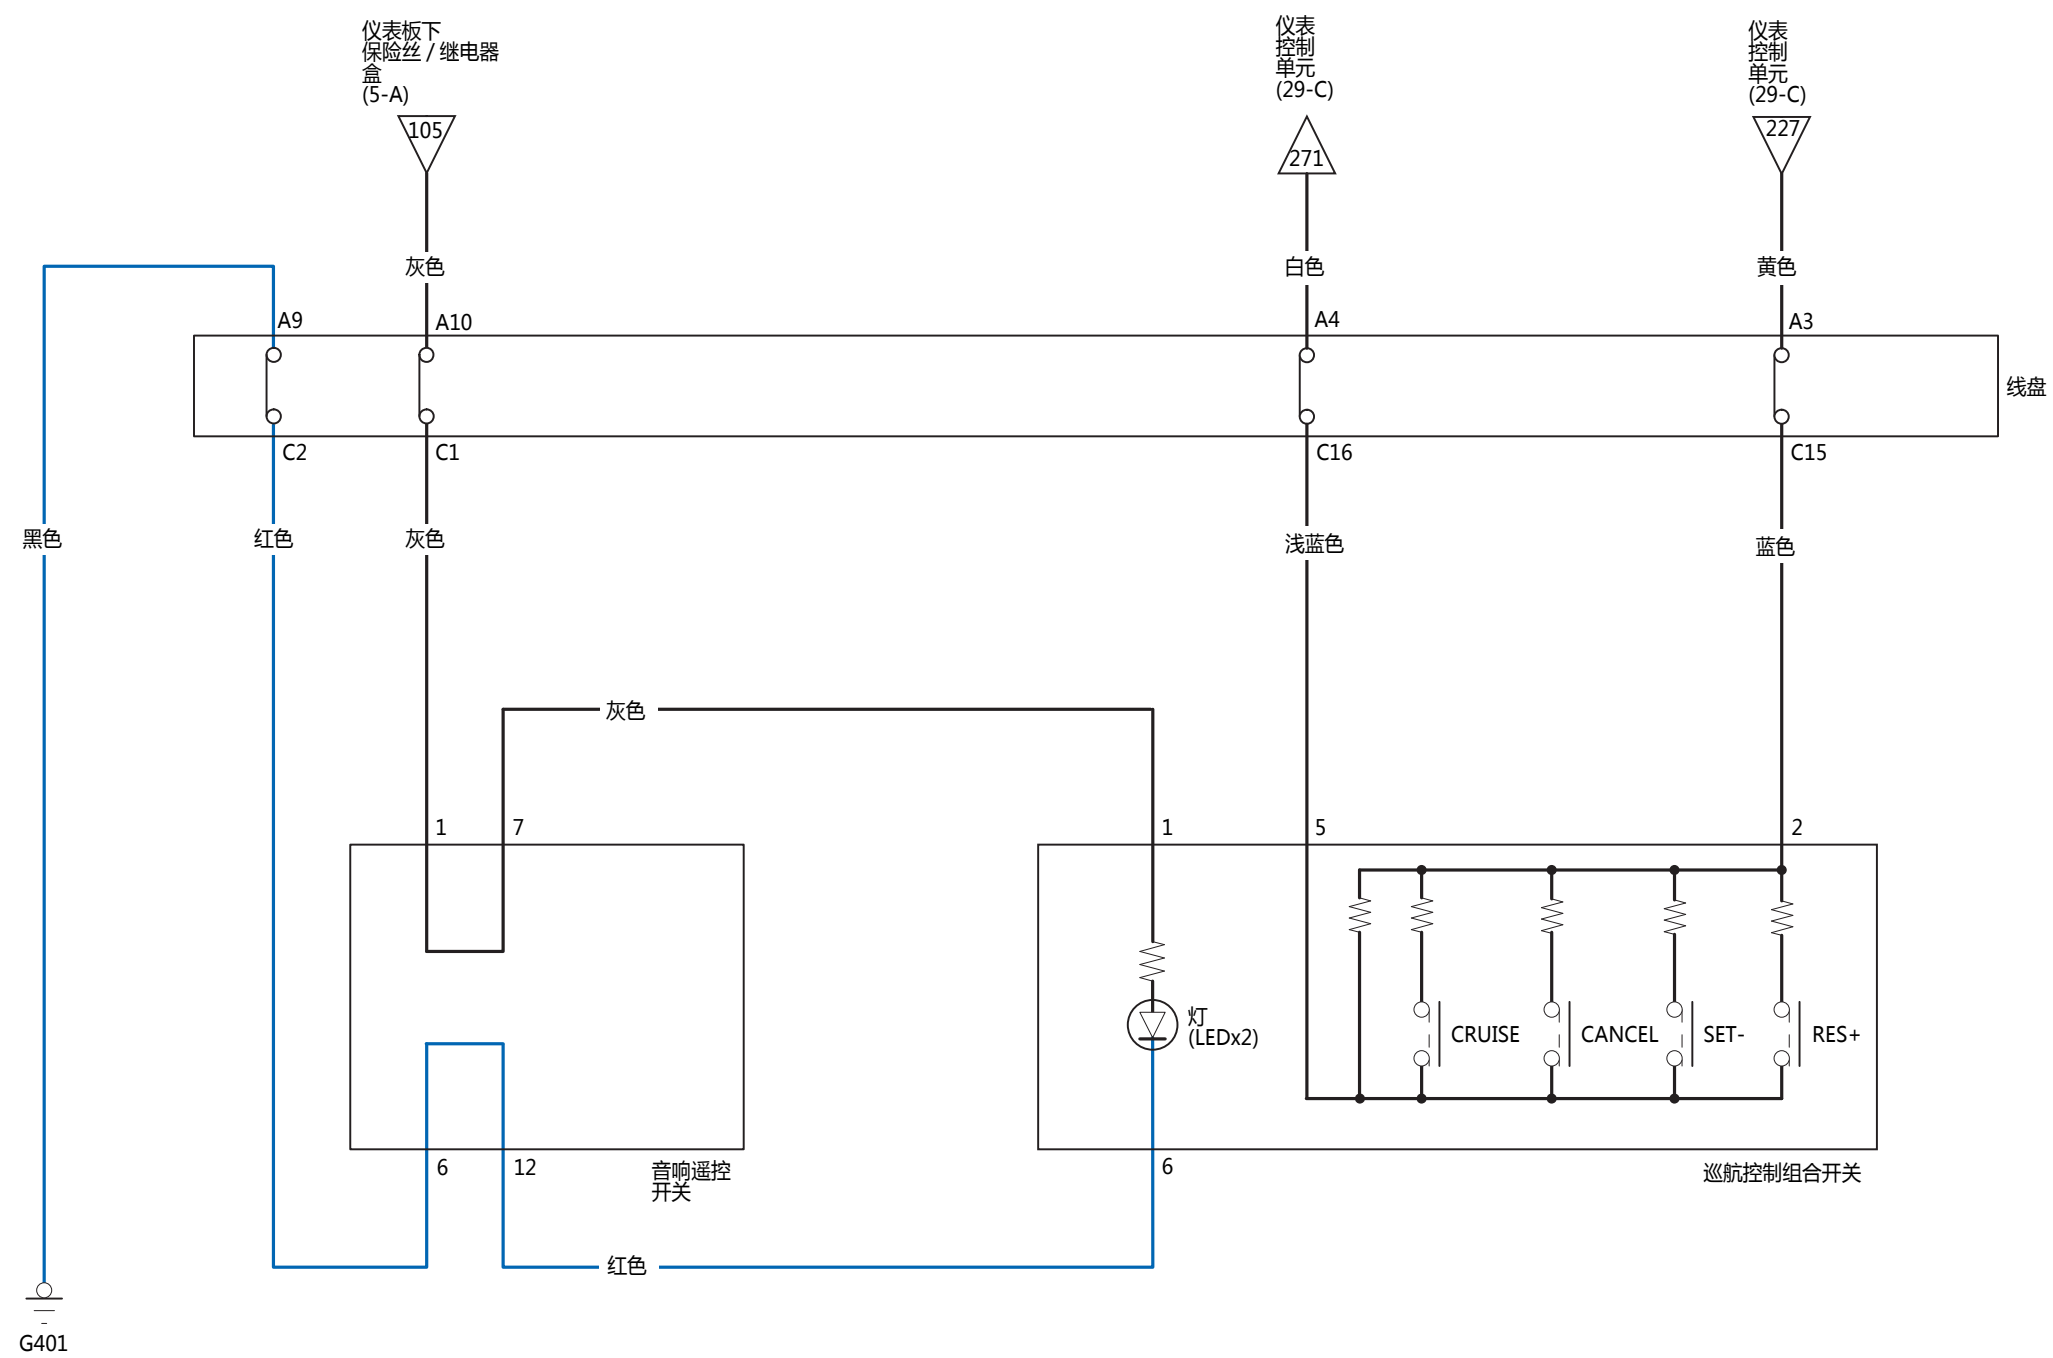 仪表板下
保险丝 / 继电器
盒
(5-A)
105
仪表
控制
单元
(29-C)
271
仪表
控制
单元
(29-C)
227
灰色
白色
黄色
A9
A10
A4
A3
线盘
C2
C1
C16
C15
黑色
红色
灰色
浅蓝色
蓝色
灰色
1
7
1
5
2
灯
(LEDx2)
CRUISE
CANCEL
SET-
RES+
6
12
音响遥控
开关
6
巡航控制组合开关
红色
G401